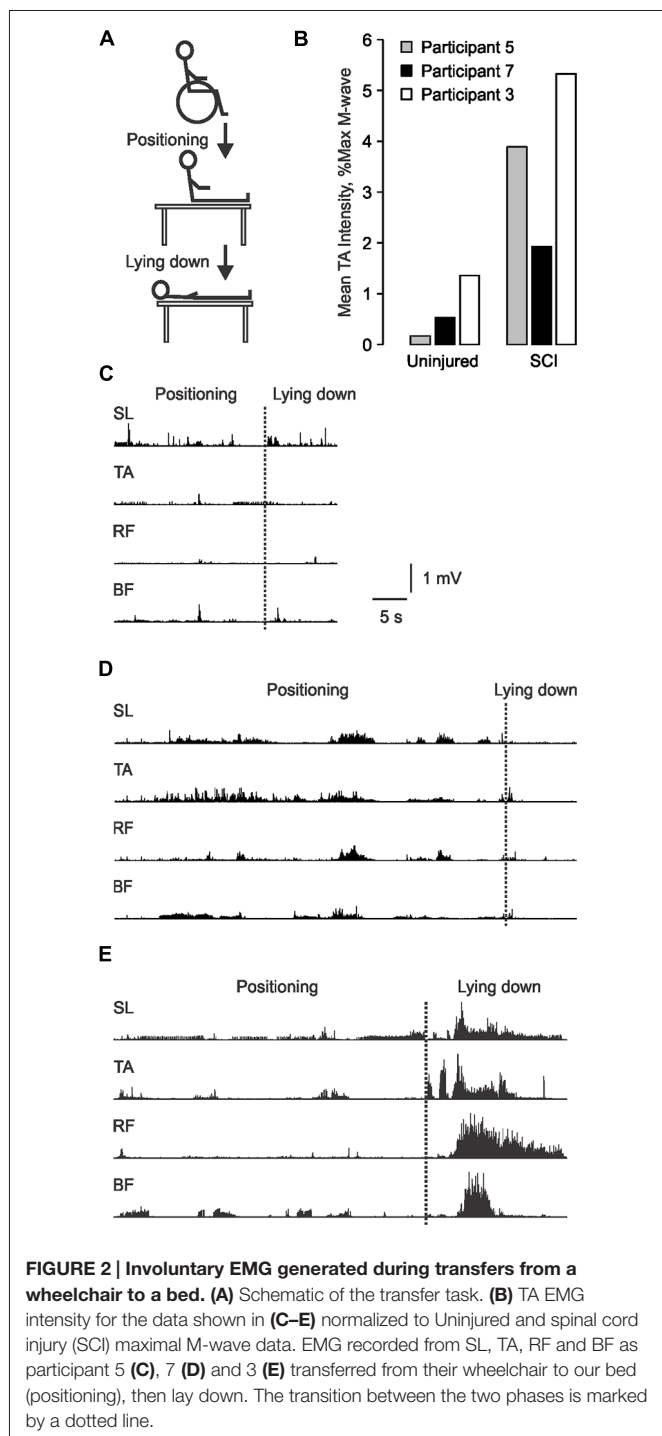 A
Positioning
Lying down
B
Mean TA Intensity, %Max M-wave
6
5
4
3
2
1
0
Participant 5
Participant 7
Participant 3
Uninjured SCI
C
Positioning Lying down
SL
TA
RF
BF
1 mV
5 s
D
Positioning Lying down
SL
TA
RF
BF
E
Positioning Lying down
SL
TA
RF
BF
FIGURE 2 | Involuntary EMG generated during transfers from a
wheelchair to a bed. (A) Schematic of the transfer task. (B) TA EMG
intensity for the data shown in (C–E) normalized to Uninjured and spinal cord
injury (SCI) maximal M-wave data. EMG recorded from SL, TA, RF and BF as
participant 5 (C), 7 (D) and 3 (E) transferred from their wheelchair to our bed
(positioning), then lay down. The transition between the two phases is marked
by a dotted line.